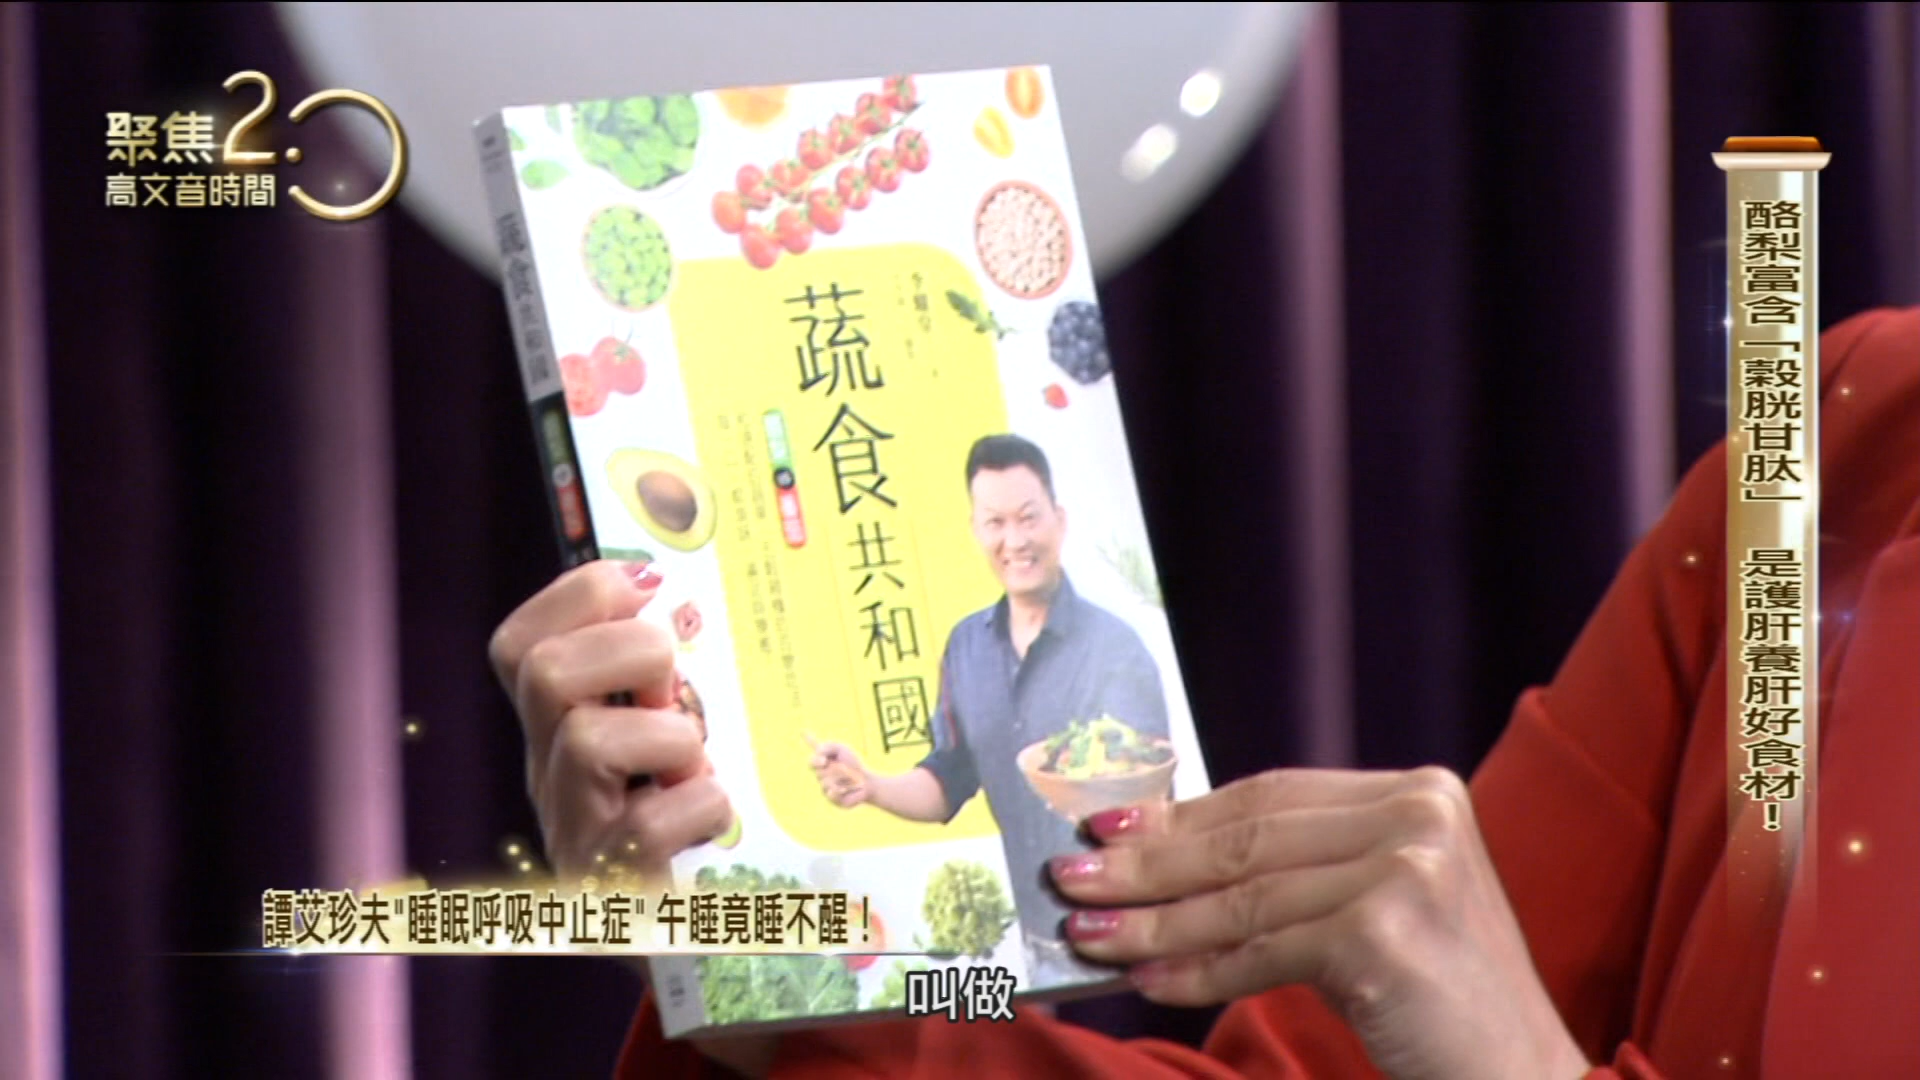 聚焦2.0
高文音時間
蔬食共和國
酪梨富含「穀胱甘肽」 是護肝養肝好食材！
譚艾珍夫"睡眠呼吸中止症" 午睡竟睡不醒！
叫做